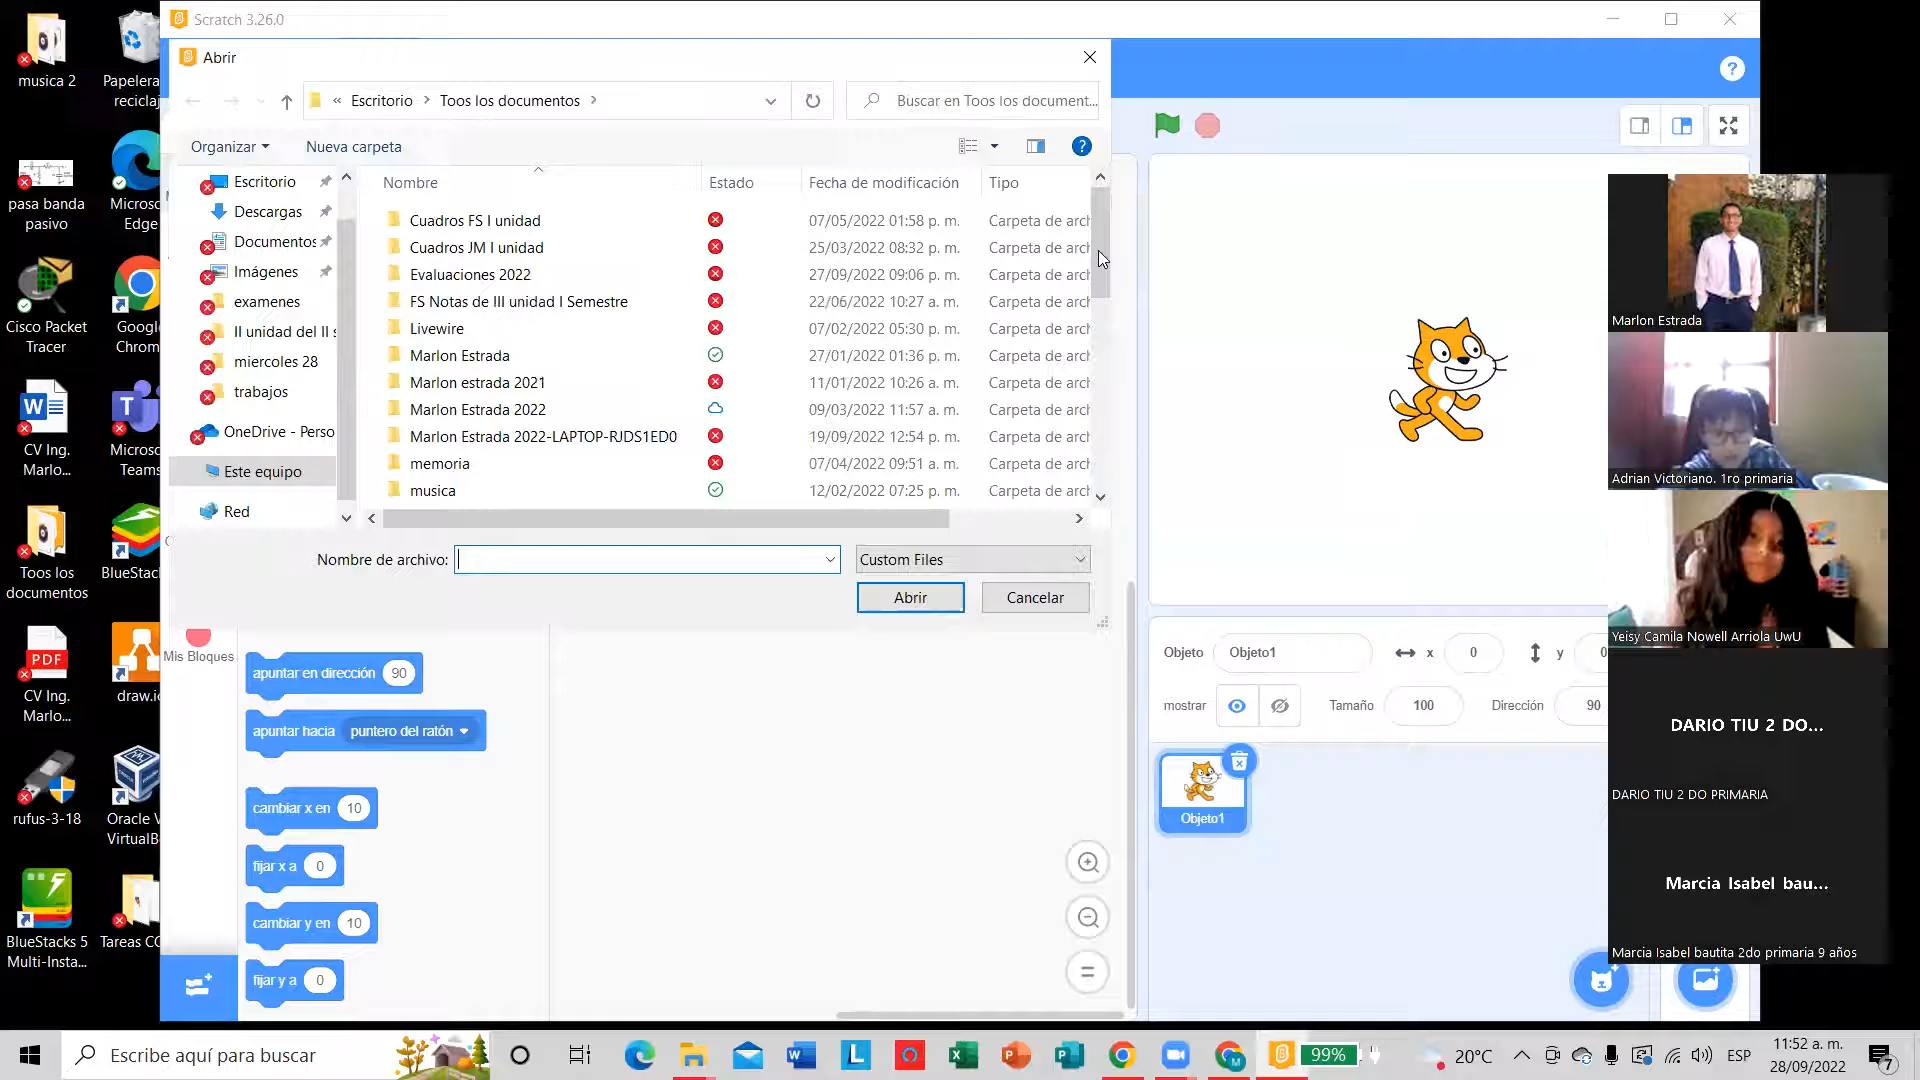 musica 2
Papelera
reciclaj
pasa banda
pasivo
Microso
Edge
Cisco Packet
Tracer
Google
Chrom
CV Ing.
Marlo...
Microso
Teams
Toos los
documentos
BlueStac
CV Ing.
Marlo...
draw.io
rufus-3-18
Oracle V
VirtualB
BlueStacks 5
Multi-Insta...
Tareas CC
Scratch 3.26.0
Abrir
« Escritorio > Toos los documentos >
Buscar en Toos los document...
Organizar
Nueva carpeta
Escritorio
Descargas
Documentos
Imágenes
examenes
II unidad del II s
miercoles 28
trabajos
OneDrive - Perso
Este equipo
Red
Nombre Estado Fecha de modificación Tipo
Cuadros FS I unidad 07/05/2022 01:58 p. m. Carpeta de arch
Cuadros JM I unidad 25/03/2022 08:32 p. m. Carpeta de arch
Evaluaciones 2022 27/09/2022 09:06 p. m. Carpeta de arch
FS Notas de III unidad I Semestre 22/06/2022 10:27 a. m. Carpeta de arch
Livewire 07/02/2022 05:30 p. m. Carpeta de arch
Marlon Estrada 27/01/2022 01:36 p. m. Carpeta de arch
Marlon estrada 2021 11/01/2022 10:26 a. m. Carpeta de arch
Marlon Estrada 2022 09/03/2022 11:57 a. m. Carpeta de arch
Marlon Estrada 2022-LAPTOP-RJDS1ED0 19/09/2022 12:54 p. m. Carpeta de arch
memoria 07/04/2022 09:51 a. m. Carpeta de arch
musica 12/02/2022 07:25 p. m. Carpeta de arch
Nombre de archivo:
Custom Files
Abrir
Cancelar
Mis Bloques
apuntar en dirección 90
apuntar hacia puntero del ratón
cambiar x en 10
fijar x a 0
cambiar y en 10
fijar y a 0
Objeto Objeto1 x 0 y 0
mostrar Tamaño 100 Dirección 90
Objeto1
Marlon Estrada
Adrian Victoriano. 1ro primaria
Yeisy Camila Nowell Arriola UwU
DARIO TIU 2 DO...
DARIO TIU 2 DO PRIMARIA
Marcia Isabel bau...
Marcia Isabel bautita 2do primaria 9 años
Escribe aquí para buscar
99%
20°C
ESP
11:52 a. m.
28/09/2022
7